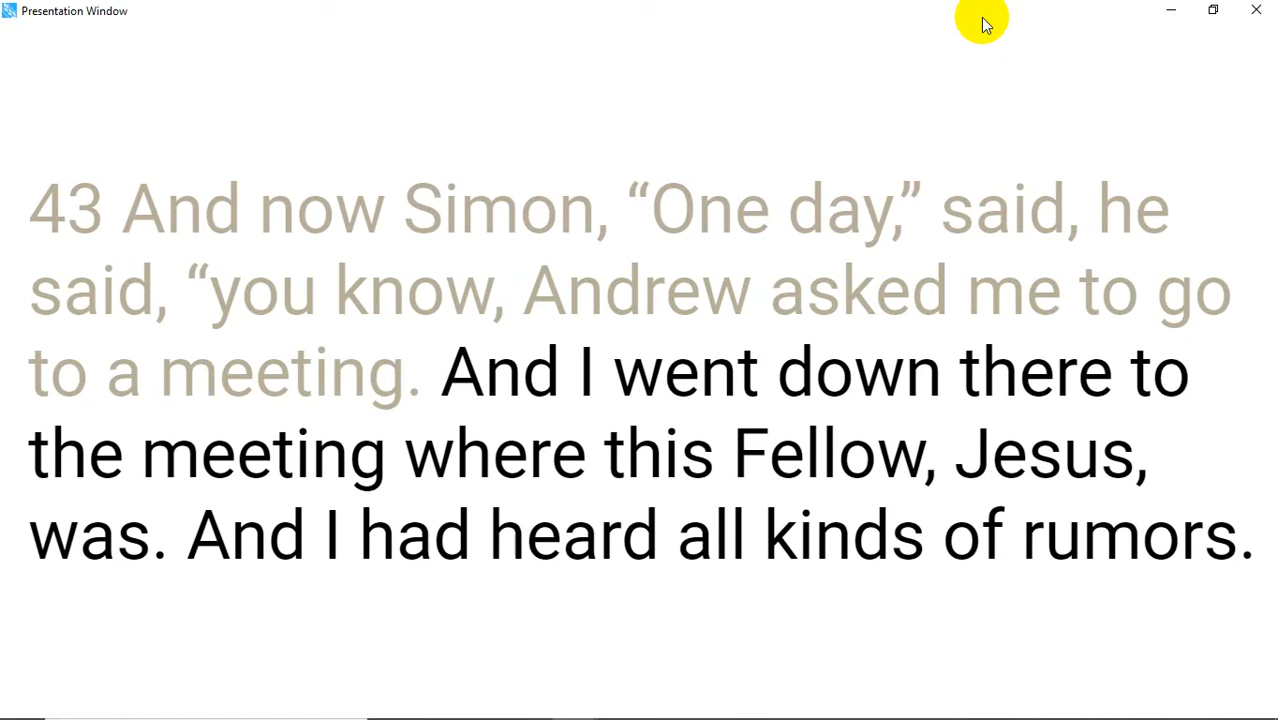 Presentation Window
43 And now Simon, “One day,” said, he
said, “you know, Andrew asked me to go
to a meeting. And I went down there to
the meeting where this Fellow, Jesus,
was. And I had heard all kinds of rumors.